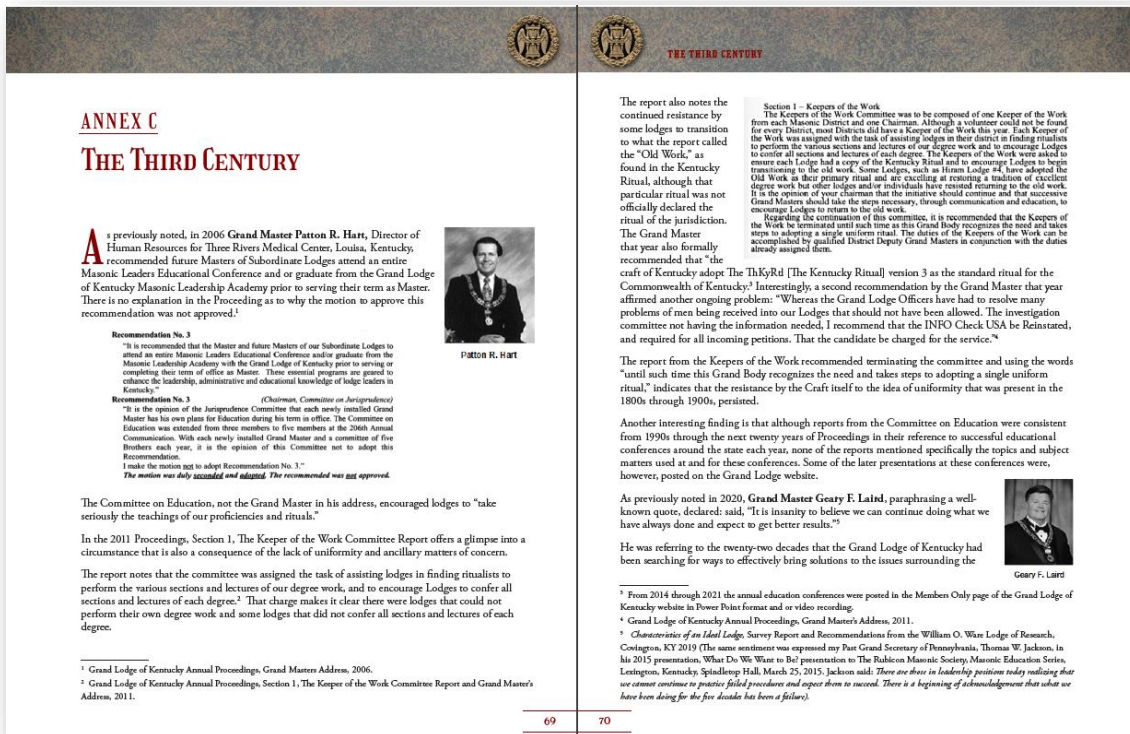 ANNEX C
THE THIRD CENTURY
As previously noted, in 2006 Grand Master Patton R. Hart, Director of
Human Resources for Three Rivers Medical Center, Louisa, Kentucky,
recommended future Masters of Subordinate Lodges attend an entire
Masonic Leaders Educational Conference and or graduate from the Grand Lodge
of Kentucky Masonic Leadership Academy prior to serving their term as Master.
There is no explanation in the Proceeding as to why the motion to approve this
recommendation was not approved.¹
Patton R. Hart
Recommendation No. 3
"It is recommended that the Master and future Masters of our Subordinate Lodges to
attend an entire Masonic Leaders Educational Conference and/or graduate from the
Masonic Leadership Academy with the Grand Lodge of Kentucky prior to serving or
completing their term of office as Master. These essential programs are geared to
enhance the leadership, administrative and educational knowledge of lodge leaders in
Kentucky."
Recommendation No. 3 (Chairman, Committee on Jurisprudence)
"It is the opinion of the Jurisprudence Committee that each newly installed Grand
Master has his own plans for Education during his term in office. The Committee on
Education was extended from three members to five members at the 206th Annual
Communication. With each newly installed Grand Master and a committee of five
Brothers each year, it is the opinion of this Committee not to adopt this
Recommendation.
I make the motion not to adopt Recommendation No. 3."
The motion was duly seconded and adopted. The recommended was not approved.
The Committee on Education, not the Grand Master in his address, encouraged lodges to "take
seriously the teachings of our proficiencies and rituals."
In the 2011 Proceedings, Section 1, The Keeper of the Work Committee Report offers a glimpse into a
circumstance that is also a consequence of the lack of uniformity and ancillary matters of concern.
The report notes that the committee was assigned the task of assisting lodges in finding ritualists to
perform the various sections and lectures of our degree work, and to encourage Lodges to confer all
sections and lectures of each degree.² That charge makes it clear there were lodges that could not
perform their own degree work and some lodges that did not confer all sections and lectures of each
degree.
¹ Grand Lodge of Kentucky Annual Proceedings, Grand Masters Address, 2006.
² Grand Lodge of Kentucky Annual Proceedings, Section 1, The Keeper of the Work Committee Report and Grand Master's
Address, 2011.
69
THE THIRD CENTURY
The report also notes the
continued resistance by
some lodges to transition
to what the report called
the "Old Work," as
found in the Kentucky
Ritual, although that
particular ritual was not
officially declared the
ritual of the jurisdiction.
The Grand Master
that year also formally
recommended that "the
Section 1 – Keepers of the Work
The Keepers of the Work Committee was to be composed of one Keeper of the Work
from each Masonic District and one Chairman. Although a volunteer could not be found
for every District, most Districts did have a Keeper of the Work this year. Each Keeper of
the Work was assigned with the task of assisting lodges in their district in finding ritualists
to perform the various sections and lectures of our degree work and to encourage Lodges
to confer all sections and lectures of each degree. The Keepers of the Work were asked to
ensure each Lodge had a copy of the Kentucky Ritual and to encourage Lodges to begin
transitioning to the old work. Some Lodges, such as Hiram Lodge #4, have adopted the
Old Work as their primary ritual and are excelling at restoring a tradition of excellent
degree work but other lodges and/or individuals have resisted returning to the old work.
It is the opinion of your chairman that the initiative should continue and that successive
Grand Masters should take the steps necessary, through communication and education, to
encourage Lodges to return to the old work.
Regarding the continuation of this committee, it is recommended that the Keepers of
the Work be terminated until such time as this Grand Body recognizes the need and takes
steps to adopting a single uniform ritual. The duties of the Keepers of the Work can be
accomplished by qualified District Deputy Grand Masters in conjunction with the duties
already assigned them.
craft of Kentucky adopt The ThKyRtl [The Kentucky Ritual] version 3 as the standard ritual for the
Commonwealth of Kentucky.³ Interestingly, a second recommendation by the Grand Master that year
affirmed another ongoing problem: "Whereas the Grand Lodge Officers have had to resolve many
problems of men being received into our Lodges that should not have been allowed. The investigation
committee not having the information needed, I recommend that the INFO Check USA be Reinstated,
and required for all incoming petitions. That the candidate be charged for the service."⁴
The report from the Keepers of the Work recommended terminating the committee and using the words
"until such time this Grand Body recognizes the need and takes steps to adopting a single uniform
ritual," indicates that the resistance by the Craft itself to the idea of uniformity that was present in the
1800s through 1900s, persisted.
Another interesting finding is that although reports from the Committee on Education were consistent
from 1990s through the next twenty years of Proceedings in their reference to successful educational
conferences around the state each year, none of the reports mentioned specifically the topics and subject
matters used at and for these conferences. Some of the later presentations at these conferences were,
however, posted on the Grand Lodge website.
As previously noted in 2020, Grand Master Geary F. Laird, paraphrasing a well-
known quote, declared: said, "It is insanity to believe we can continue doing what we
have always done and expect to get better results."⁵
He was referring to the twenty-two decades that the Grand Lodge of Kentucky had
been searching for ways to effectively bring solutions to the issues surrounding the
Geary F. Laird
³ From 2014 through 2021 the annual education conferences were posted in the Members Only page of the Grand Lodge of
Kentucky website in Power Point format and or video recording.
⁴ Grand Lodge of Kentucky Annual Proceedings, Grand Master's Address, 2011.
⁵ Characteristics of an Ideal Lodge, Survey Report and Recommendations from the William O. Ware Lodge of Research,
Covington, KY 2019 (The same sentiment was expressed my Past Grand Secretary of Pennsylvania, Thomas W. Jackson, in
his 2015 presentation, What Do We Want to Be? presentation to The Rubicon Masonic Society, Masonic Education Series,
Lexington, Kentucky, Spindletop Hall, March 25, 2015. Jackson said: There are those in leadership positions today realizing that
we cannot continue to practice failed procedures and expect them to succeed. There is a beginning of acknowledgement that what we
have been doing for the five decades has been a failure).
70